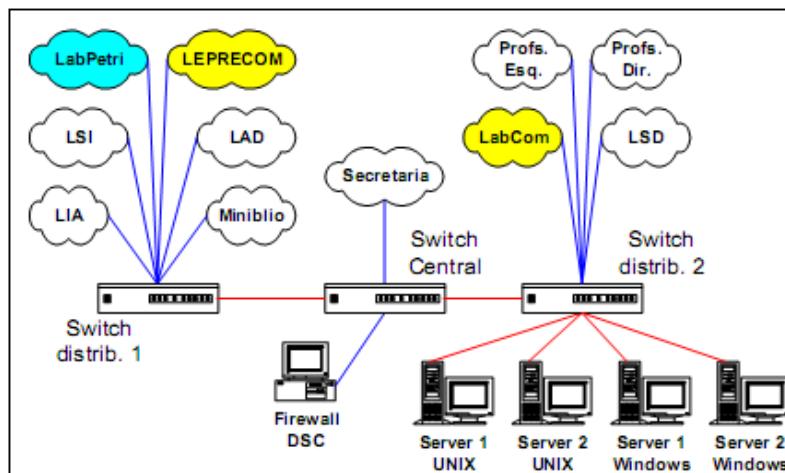 LabPetri
LEPRECOM
Profs.
Esq.
Profs.
Dir.
LSI
LAD
LabCom
LSD
Secretaria
LIA
Miniblio
Switch
Central
Switch
distrib. 2
Switch
distrib. 1
Firewall
DSC
Server 1
UNIX
Server 2
UNIX
Server 1
Windows
Server 2
Windows